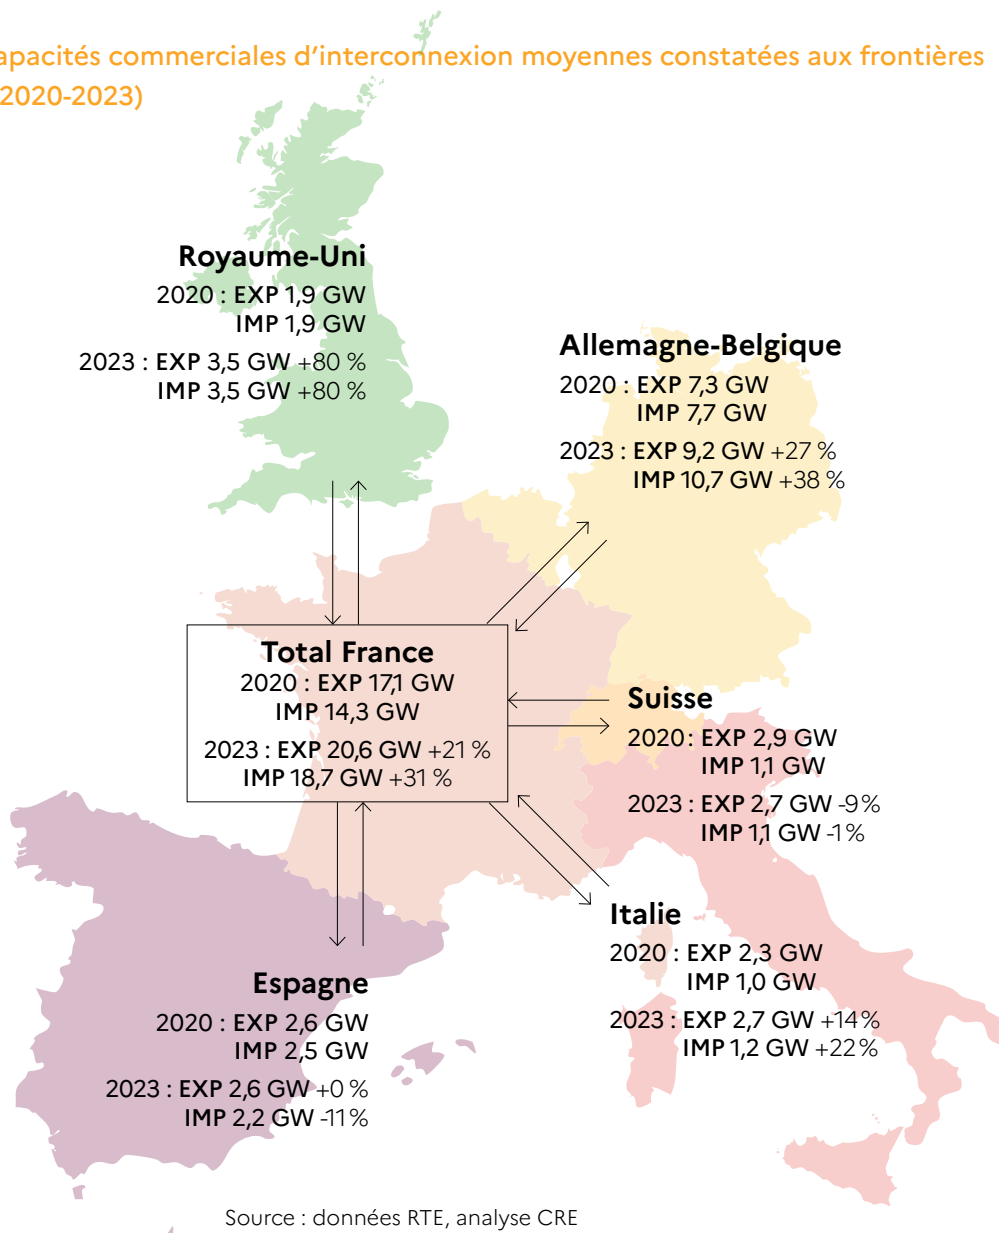 apacités commerciales d'interconnexion moyennes constatées aux frontières
2020-2023)
Royaume-Uni
2020 : EXP 1,9 GW
IMP 1,9 GW
2023 : EXP 3,5 GW +80 %
IMP 3,5 GW +80 %
Allemagne-Belgique
2020 : EXP 7,3 GW
IMP 7,7 GW
2023 : EXP 9,2 GW +27 %
IMP 10,7 GW +38 %
Total France
2020 : EXP 17,1 GW
IMP 14,3 GW
2023 : EXP 20,6 GW +21 %
IMP 18,7 GW +31 %
Suisse
2020 : EXP 2,9 GW
IMP 1,1 GW
2023 : EXP 2,7 GW -9%
IMP 1,1 GW -1%
Italie
2020 : EXP 2,3 GW
IMP 1,0 GW
2023 : EXP 2,7 GW +14%
IMP 1,2 GW +22%
Espagne
2020 : EXP 2,6 GW
IMP 2,5 GW
2023 : EXP 2,6 GW +0 %
IMP 2,2 GW -11%
Source : données RTE, analyse CRE